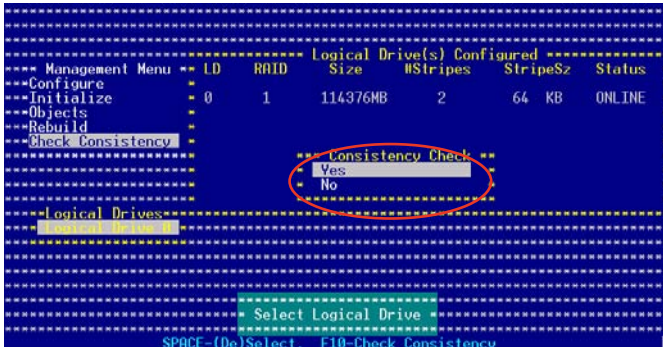 Logical Drive(s) Configured
Management Menu
LD RAID Size #Stripes StripeSz Status
Configure
Initialize
0 1 114376MB 2 64 KB ONLINE
Objects
Rebuild
Check Consistency
Consistency Check
Yes
No
Logical Drives
Logical Drive 0
Select Logical Drive
SPACE-(De)Select, F10-Check Consistency